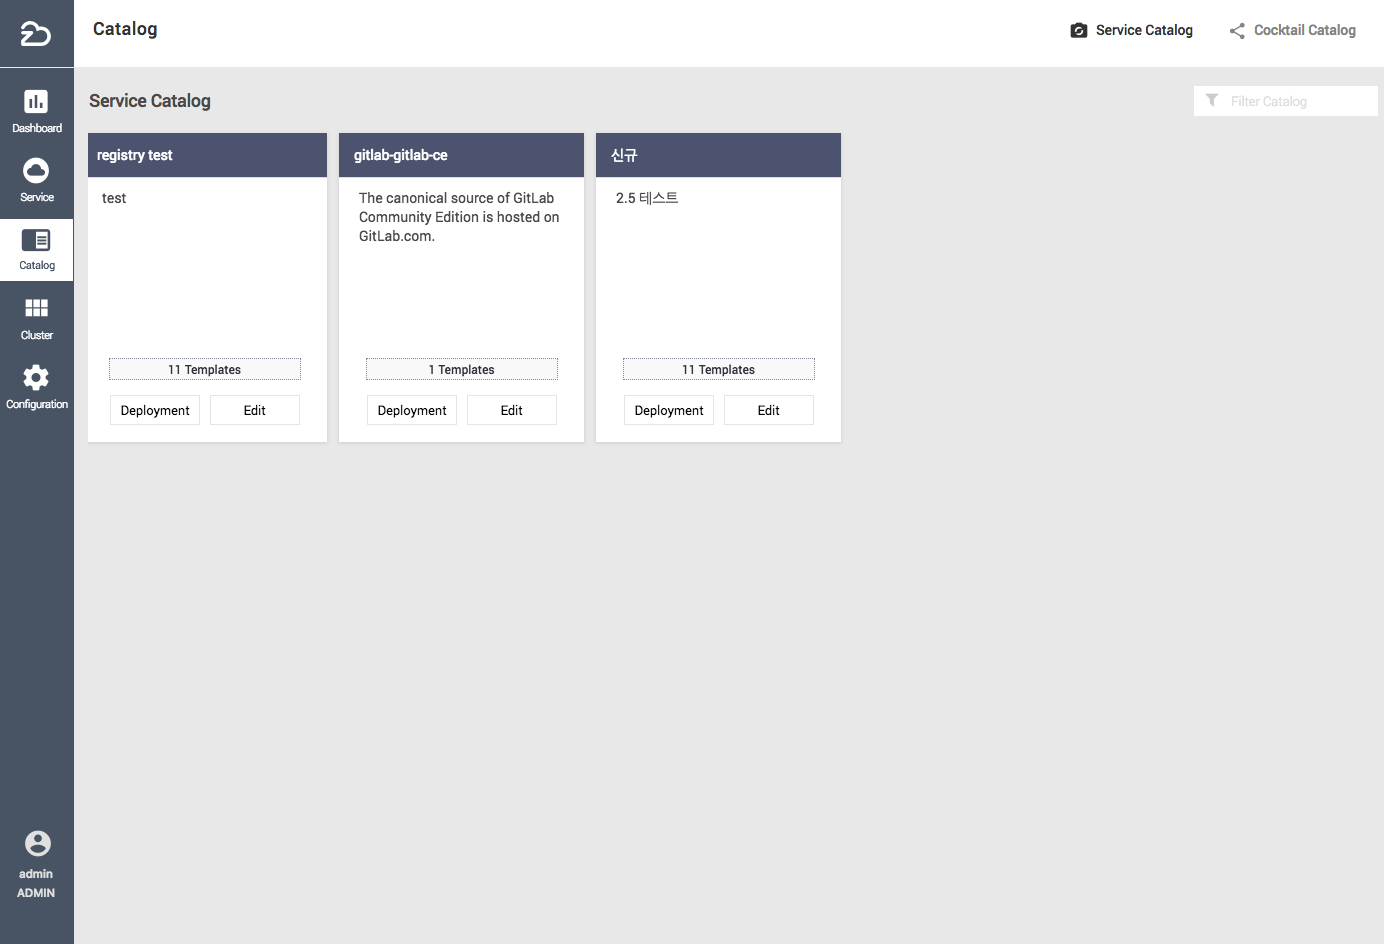 Catalog
Service Catalog
Cocktail Catalog
Dashboard
Service
Catalog
Cluster
Configuration
admin
ADMIN
Service Catalog
Filter Catalog
registry test
test
11 Templates
Deployment
Edit
gitlab-gitlab-ce
The canonical source of GitLab
Community Edition is hosted on
GitLab.com.
1 Templates
Deployment
Edit
신규
2.5 테스트
11 Templates
Deployment
Edit